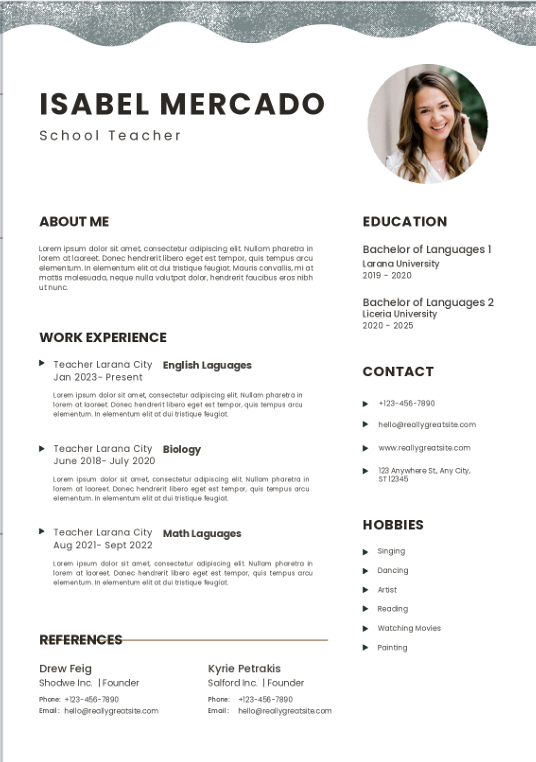 ISABEL MERCADO
School Teacher
ABOUT ME
Lorem ipsum dolor sit amet, consectetur adipiscing elit. Nullam pharetra in
lorem at laoreet. Donec hendrerit libero eget est tempor, quis tempus arcu
elementum. In elementum elit at dui tristique feugiat. Mauris convallis, mi at
mattis malesuada, neque nulla volutpat dolor, hendrerit faucibus eros nibh
ut nunc.
WORK EXPERIENCE
Teacher Larana City English Laguages
Jan 2023- Present
Lorem ipsum dolor sit amet, consectetur adipiscing elit. Nullam pharetra in
lorem at laoreet. Donec hendrerit libero eget est tempor, quis tempus arcu
elementum. In elementum elit at dui tristique feugiat.
Teacher Larana City Biology
June 2018- July 2020
Lorem ipsum dolor sit amet, consectetur adipiscing elit. Nullam pharetra in
lorem at laoreet. Donec hendrerit libero eget est tempor, quis tempus arcu
elementum. In elementum elit at dui tristique feugiat.
Teacher Larana City Math Laguages
Aug 2021- Sept 2022
Lorem ipsum dolor sit amet, consectetur adipiscing elit. Nullam pharetra in
lorem at laoreet. Donec hendrerit libero eget est tempor, quis tempus arcu
elementum. In elementum elit at dui tristique feugiat.
REFERENCES
Drew Feig
Shodwe Inc. | Founder
Phone: +123-456-7890
Email : hello@reallygreatsite.com
Kyrie Petrakis
Salford Inc. | Founder
Phone: +123-456-7890
Email : hello@reallygreatsite.com
EDUCATION
Bachelor of Languages 1
Larana University
2019 - 2020
Bachelor of Languages 2
Liceria University
2020 - 2025
CONTACT
+123-456-7890
hello@reallygreatsite.com
www.reallygreatsite.com
123 Anywhere St, Any City,
ST 12345
HOBBIES
Singing
Dancing
Artist
Reading
Watching Movies
Painting